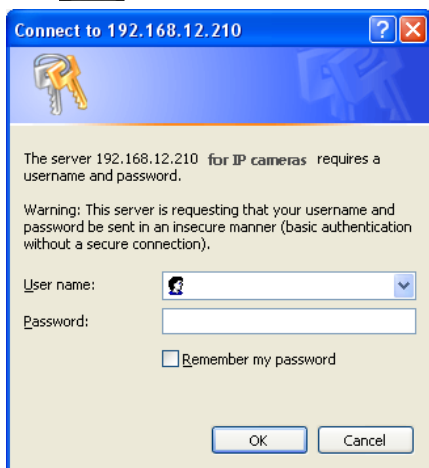 Connect to 192.168.12.210
The server 192.168.12.210 for IP cameras requires a
username and password.
Warning: This server is requesting that your username and
password be sent in an insecure manner (basic authentication
without a secure connection).
User name:
Password:
Remember my password
OK Cancel